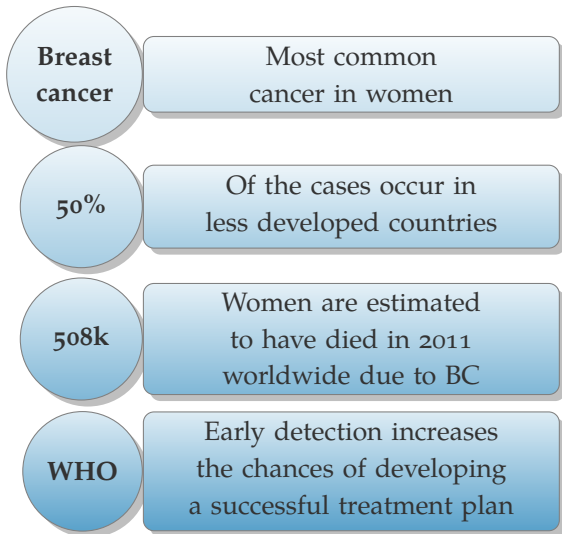 Breast
cancer
Most common
cancer in women
50%
Of the cases occur in
less developed countries
508k
Women are estimated
to have died in 2011
worldwide due to BC
WHO
Early detection increases
the chances of developing
a successful treatment plan